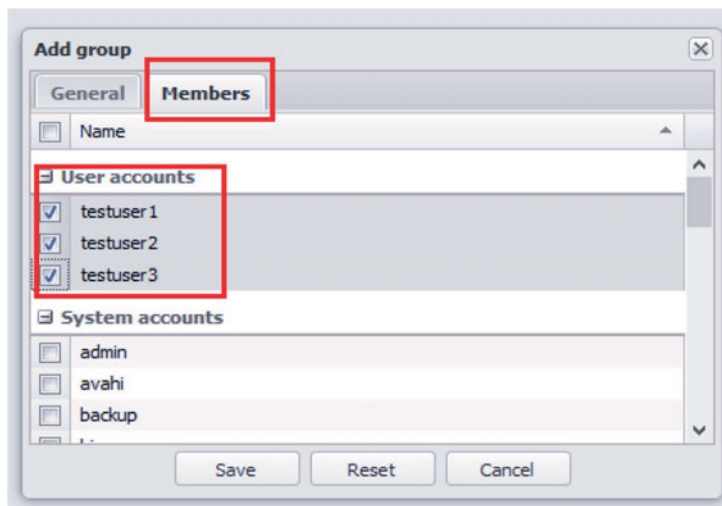 Add group
General Members
Name
User accounts
testuser1
testuser2
testuser3
System accounts
admin
avahi
backup
Save Reset Cancel